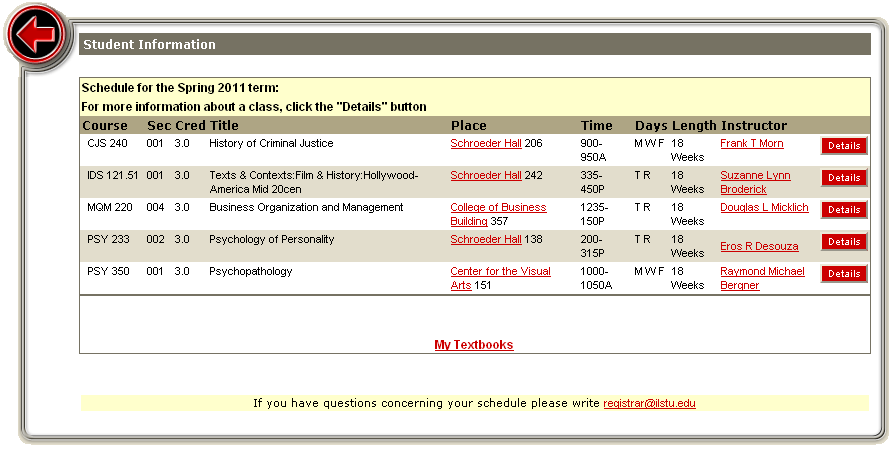 Student Information
Schedule for the Spring 2011 term:
For more information about a class, click the "Details" button
Course Sec Cred Title Place Time Days Length Instructor
CJS 240 001 3.0 History of Criminal Justice Schroeder Hall 206 900- M W F 18 Frank T Morn Details
950A Weeks
IDS 121.51 001 3.0 Texts & Contexts:Film & History:Hollywood- Schroeder Hall 242 335- T R 18 Suzanne Lynn Details
America Mid 20cen 450P Weeks Broderick
MQM 220 004 3.0 Business Organization and Management College of Business 1235- T R 18 Douglas L Micklich Details
Building 357 150P Weeks
PSY 233 002 3.0 Psychology of Personality Schroeder Hall 138 200- T R 18 Eros R Desouza Details
315P Weeks
PSY 350 001 3.0 Psychopathology Center for the Visual 1000- M W F 18 Raymond Michael Details
Arts 151 1050A Weeks Bergner
My Textbooks
If you have questions concerning your schedule please write registrar@ilstu.edu